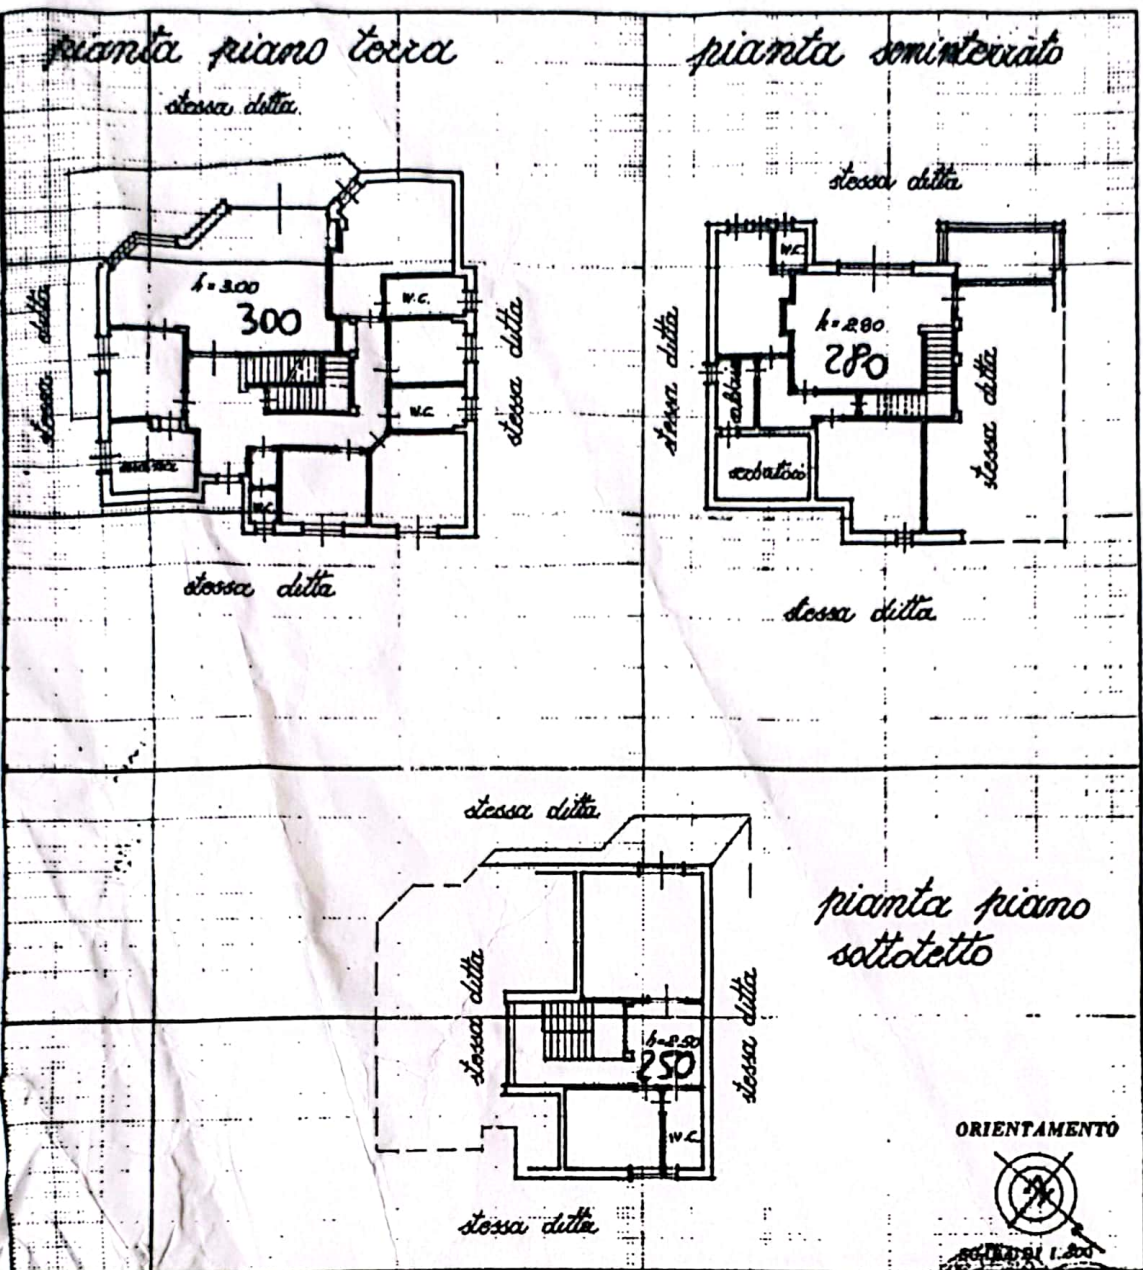 pianta piano terra
stessa ditta
stessa ditta
h=3.00
300
w.c.
w.c.
w.c.
stessa ditta
stessa ditta
pianta seminterrato
stessa ditta
w.c.
stessa ditta
h=2.80
280
serbatoio
stessa ditta
stessa ditta
stessa ditta
pianta piano
sottotetto
stessa ditta
h=2.50
250
w.c.
stessa ditta
stessa ditta
ORIENTAMENTO
SCALA DI 1:200